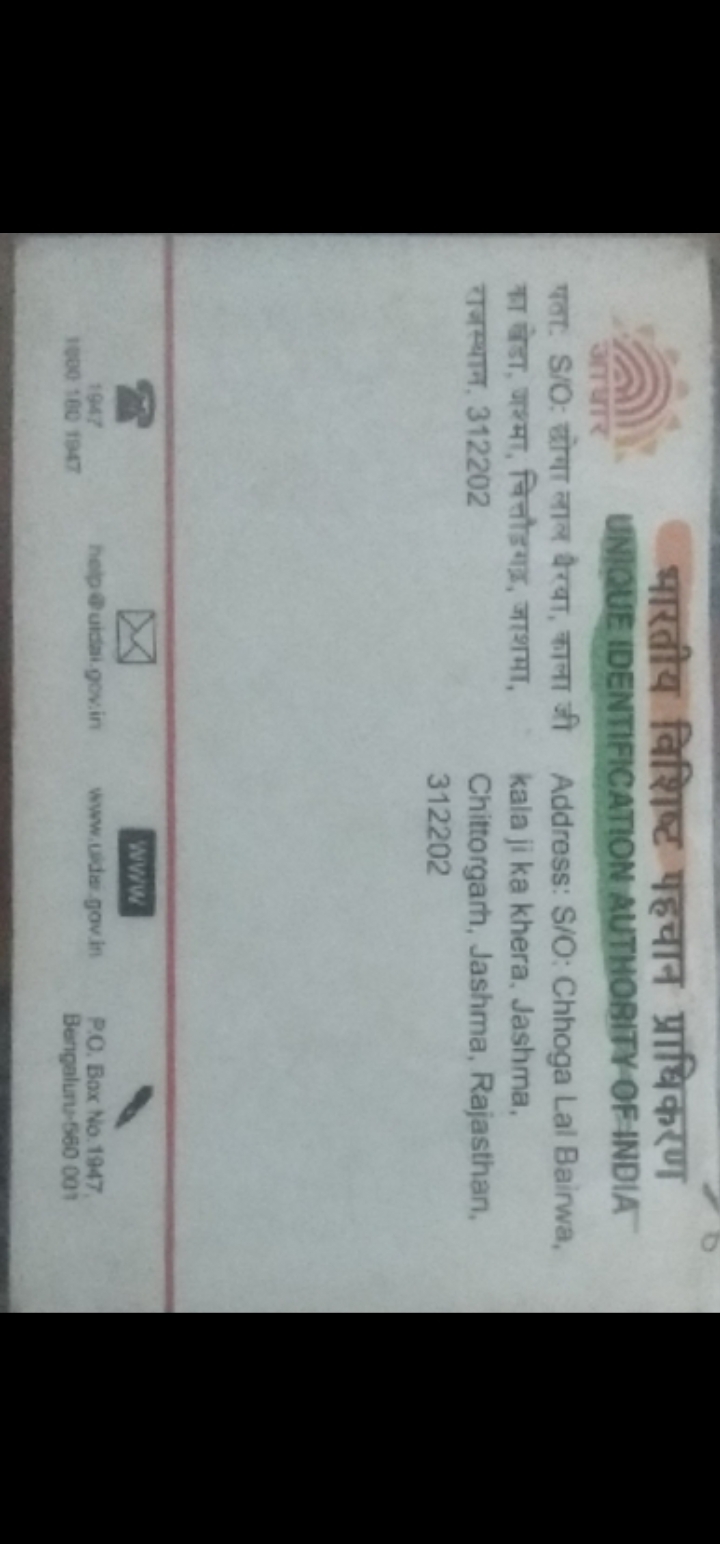 भारतीय विशिष्ट पहचान प्राधिकरण
UNIQUE IDENTIFICATION AUTHORITY OF INDIA
आधार
पता: S/O: छोगा लाल बैरवा, काला जी
का खेडा, जश्मा, चित्तौडगढ़, जाशमा,
राजस्थान, 312202
Address: S/O: Chhoga Lal Bairwa,
kala ji ka khera, Jashma,
Chittorgarh, Jashma, Rajasthan,
312202
1947
1800 180 1947
help@uidai.gov.in
www
www.uidai.gov.in
P.O. Box No.1947,
Bengaluru-560 001